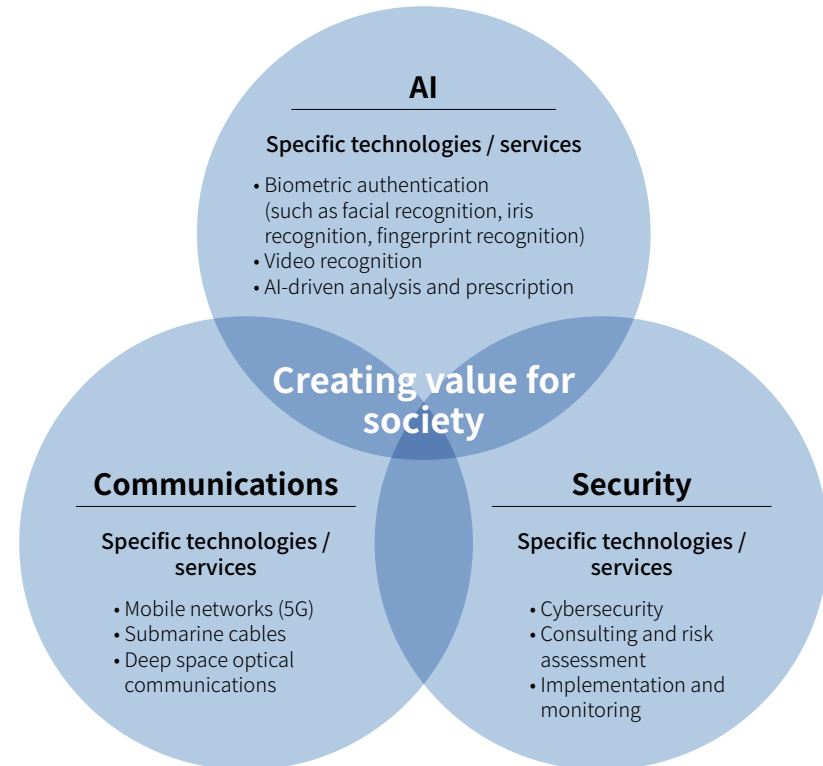 AI
Specific technologies / services
• Biometric authentication
(such as facial recognition, iris
recognition, fingerprint recognition)
• Video recognition
• AI-driven analysis and prescription
Creating value for
society
Communications
Specific technologies /
services
• Mobile networks (5G)
• Submarine cables
• Deep space optical
communications
Security
Specific technologies /
services
• Cybersecurity
• Consulting and risk
assessment
• Implementation and
monitoring